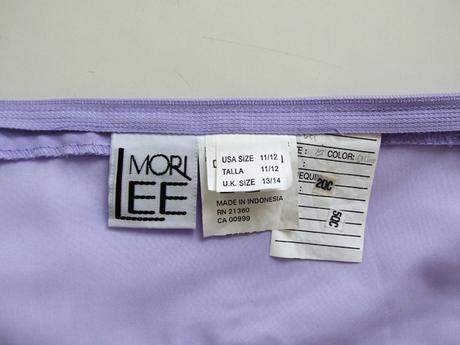 MORI
LEE
USA SIZE 11/12
TALLA 11/12
U.K. SIZE 13/14
MADE IN INDONESIA
RN 21360
CA 00999
COLOR:
20C
50C